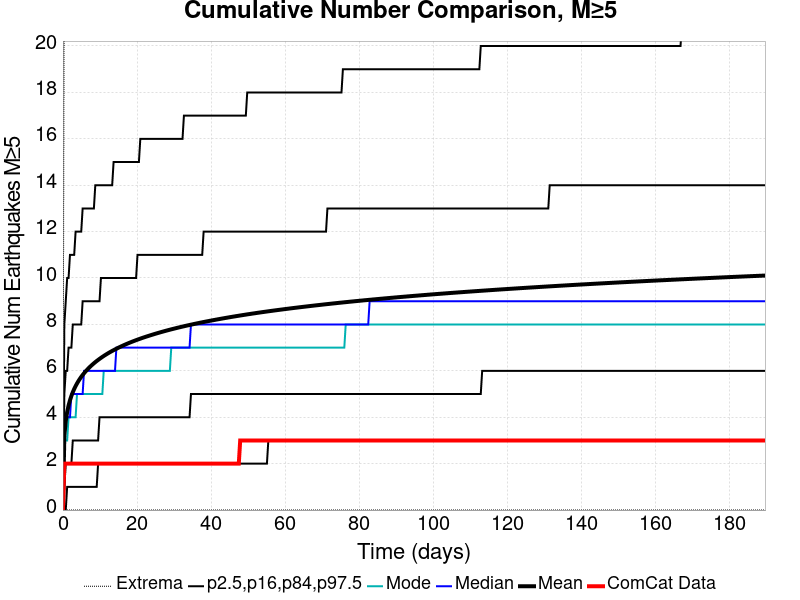 Cumulative Number Comparison, M≥5
Cumulative Num Earthquakes M≥5
20
18
16
14
12
10
8
6
4
2
0
0 20 40 60 80 100 120 140 160 180
Time (days)
Extrema p2.5,p16,p84,p97.5 Mode Median Mean ComCat Data